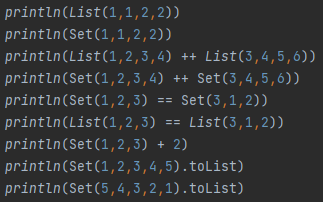 println(List(1,1,2,2))
println(Set(1,1,2,2))
println(List(1,2,3,4) ++ List(3,4,5,6))
println(Set(1,2,3,4) ++ Set(3,4,5,6))
println(Set(1,2,3) == Set(3,1,2))
println(List(1,2,3) == List(3,1,2))
println(Set(1,2,3) + 2)
println(Set(1,2,3,4,5).toList)
println(Set(5,4,3,2,1).toList)